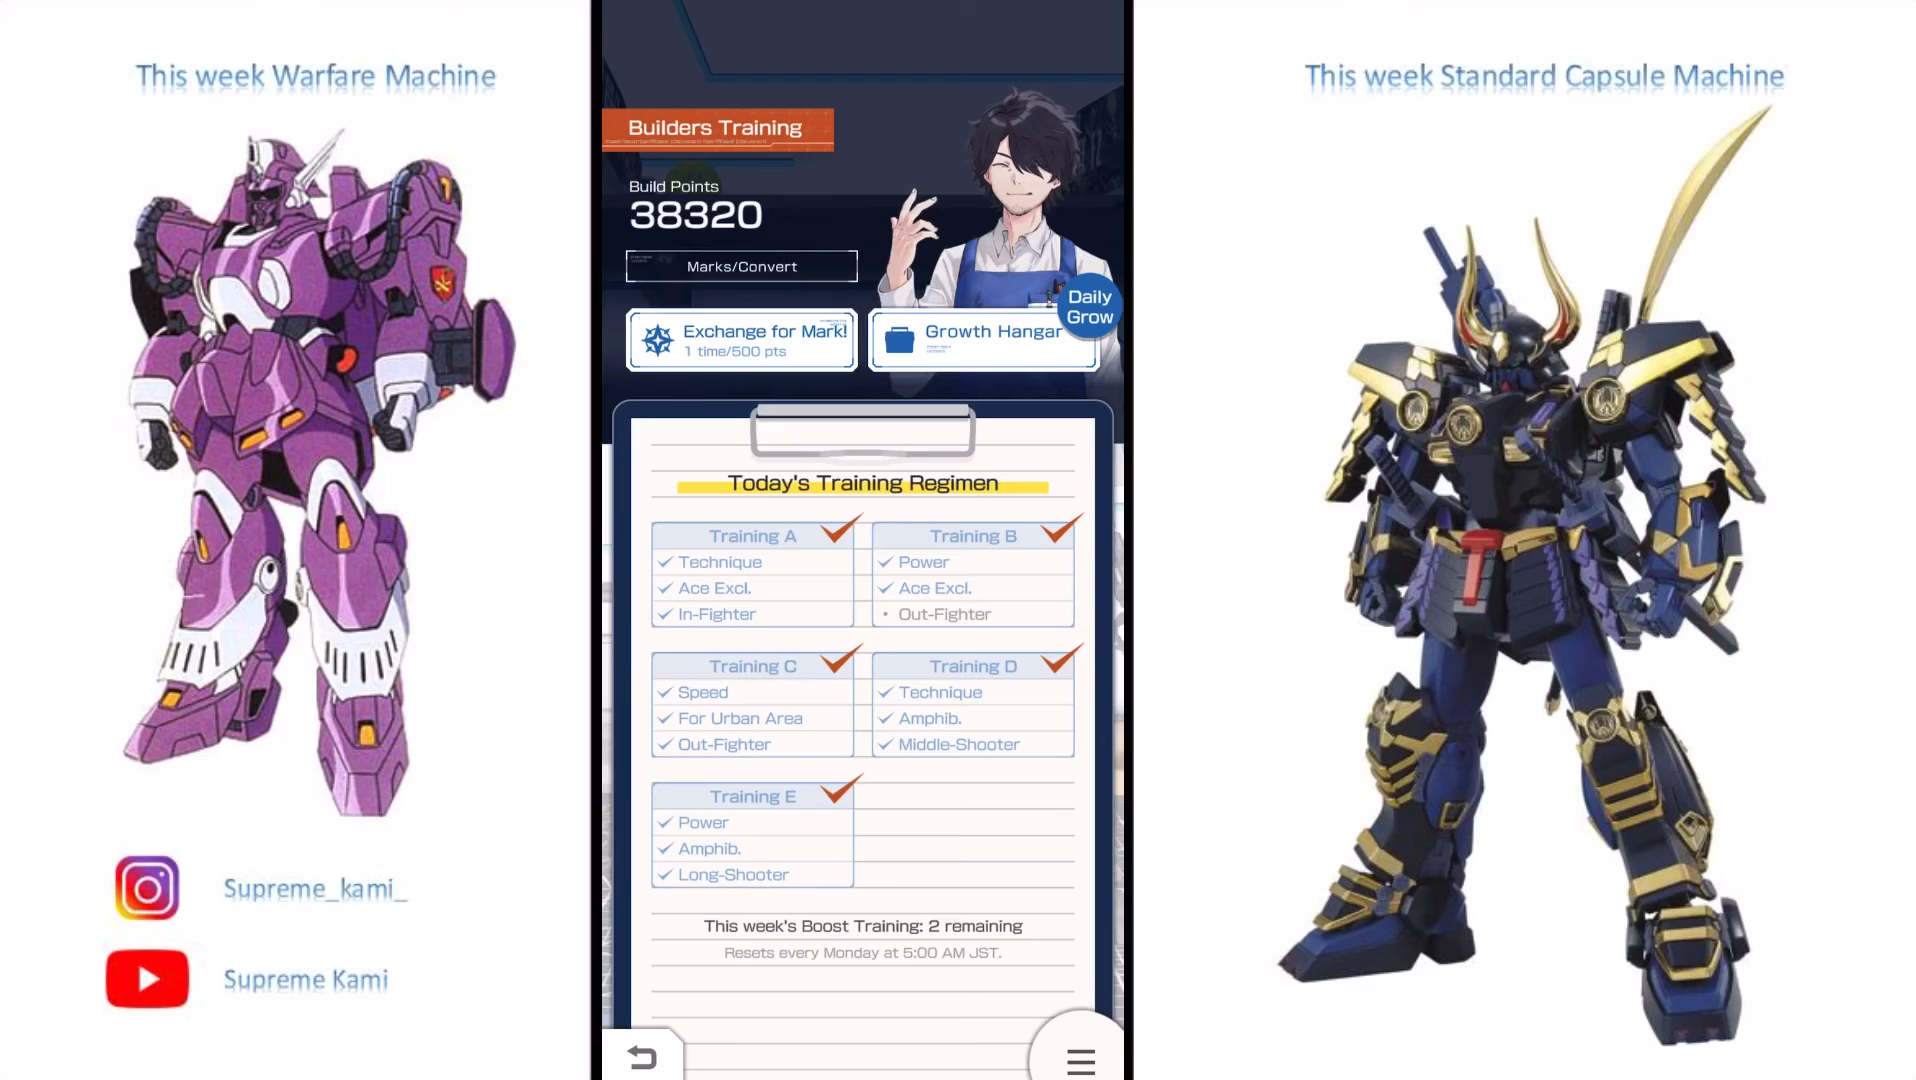 This week Warfare Machine
This week Standard Capsule Machine
Builders Training
Build Points
38320
Marks/Convert
Daily
Grow
Exchange for Mark!
1 time/500 pts
Growth Hangar
Today's Training Regimen
Training A
Technique
Ace Excl.
In-Fighter
Training B
Power
Ace Excl.
• Out-Fighter
Training C
Speed
For Urban Area
Out-Fighter
Training D
Technique
Amphib.
Middle-Shooter
Training E
Power
Amphib.
Long-Shooter
This week's Boost Training: 2 remaining
Resets every Monday at 5:00 AM JST.
Supreme_kami_
Supreme Kami